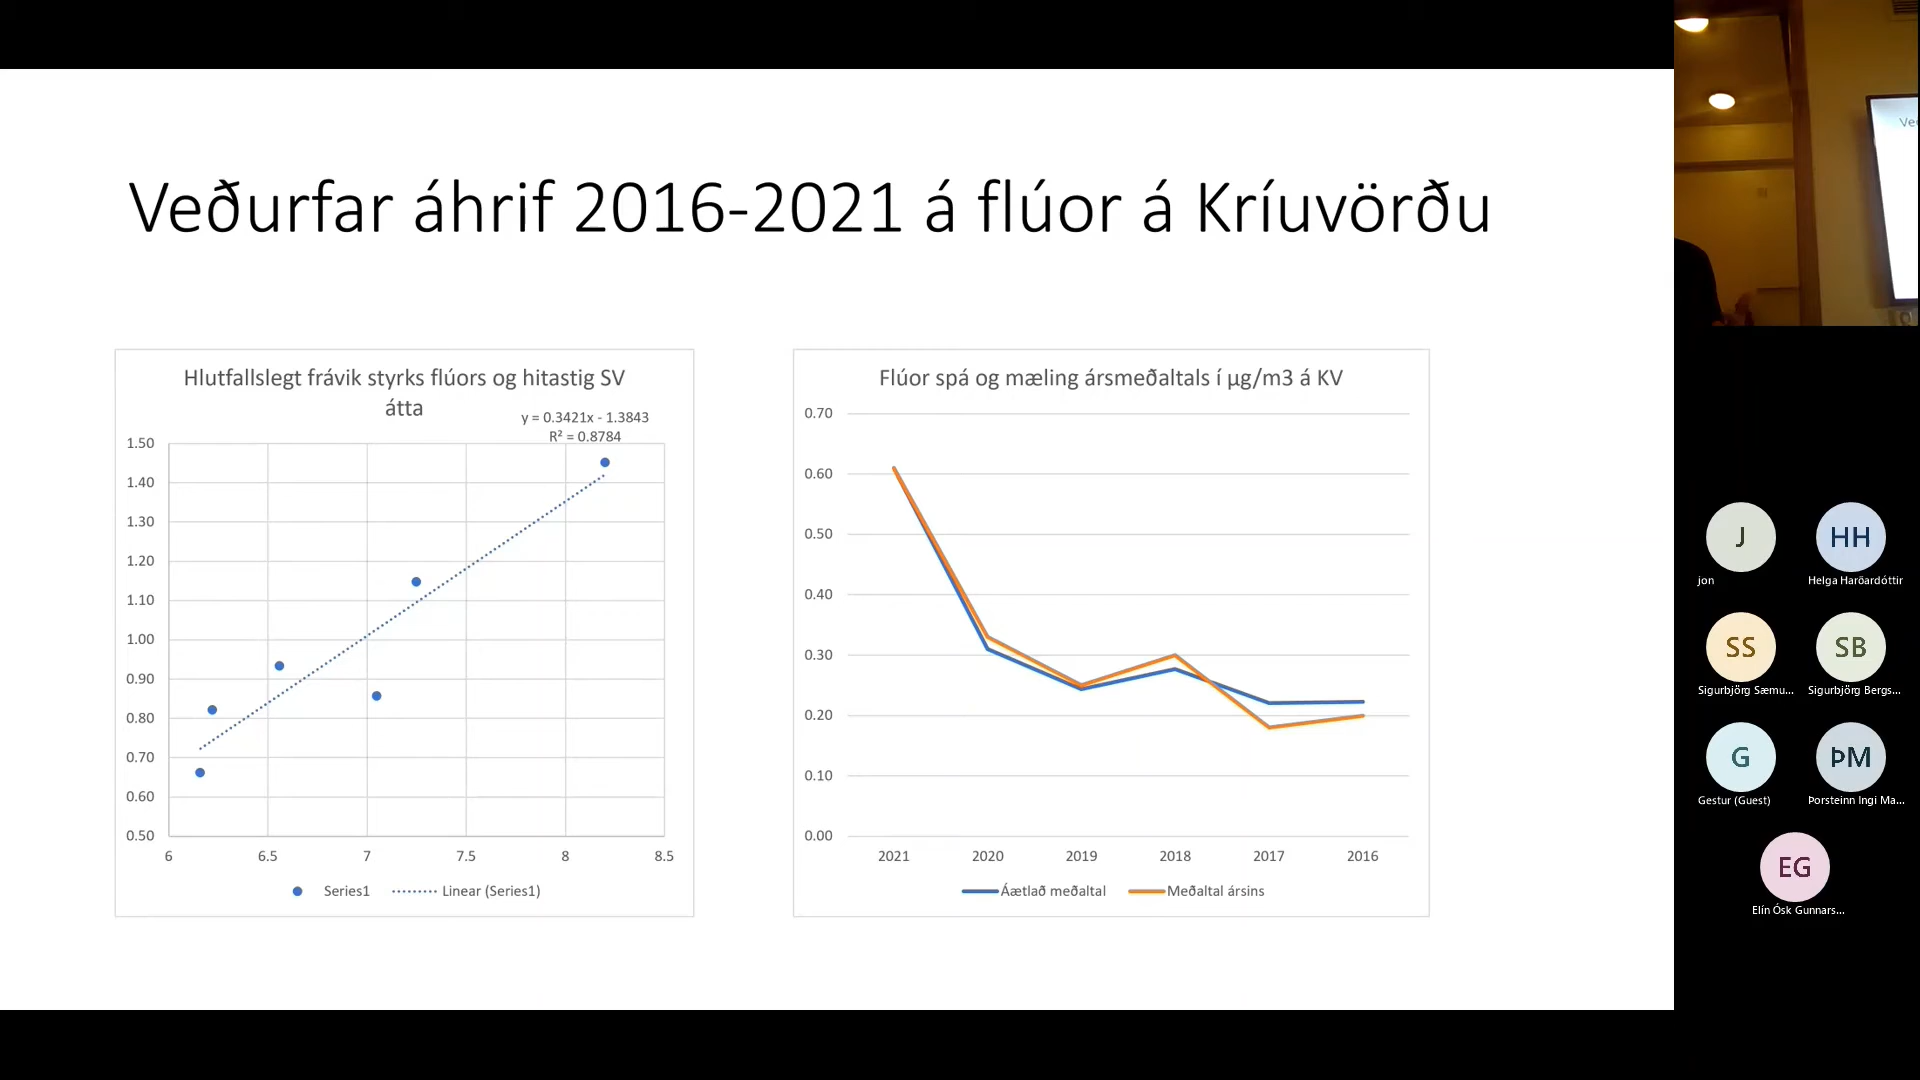 Veðurfar áhrif 2016-2021 á flúor á Kríuvörðu
Hlutfallslegt frávik styrks flúors og hitastig SV
átta
y = 0.3421x - 1.3843
R² = 0.8784
1.50
1.40
1.30
1.20
1.10
1.00
0.90
0.80
0.70
0.60
0.50
6 6.5 7 7.5 8 8.5
Series1 Linear (Series1)
Flúor spá og mæling ársmeðaltals í µg/m3 á KV
0.70
0.60
0.50
0.40
0.30
0.20
0.10
0.00
2021 2020 2019 2018 2017 2016
Áætlað meðaltal Meðaltal ársins
Ve
J HH
jon Helga Harðardóttir
SS SB
Sigurbjörg Sæmu... Sigurbjörg Bergs...
G ÞM
Gestur (Guest) Þorsteinn Ingi Ma...
EG
Elín Ósk Gunnars...